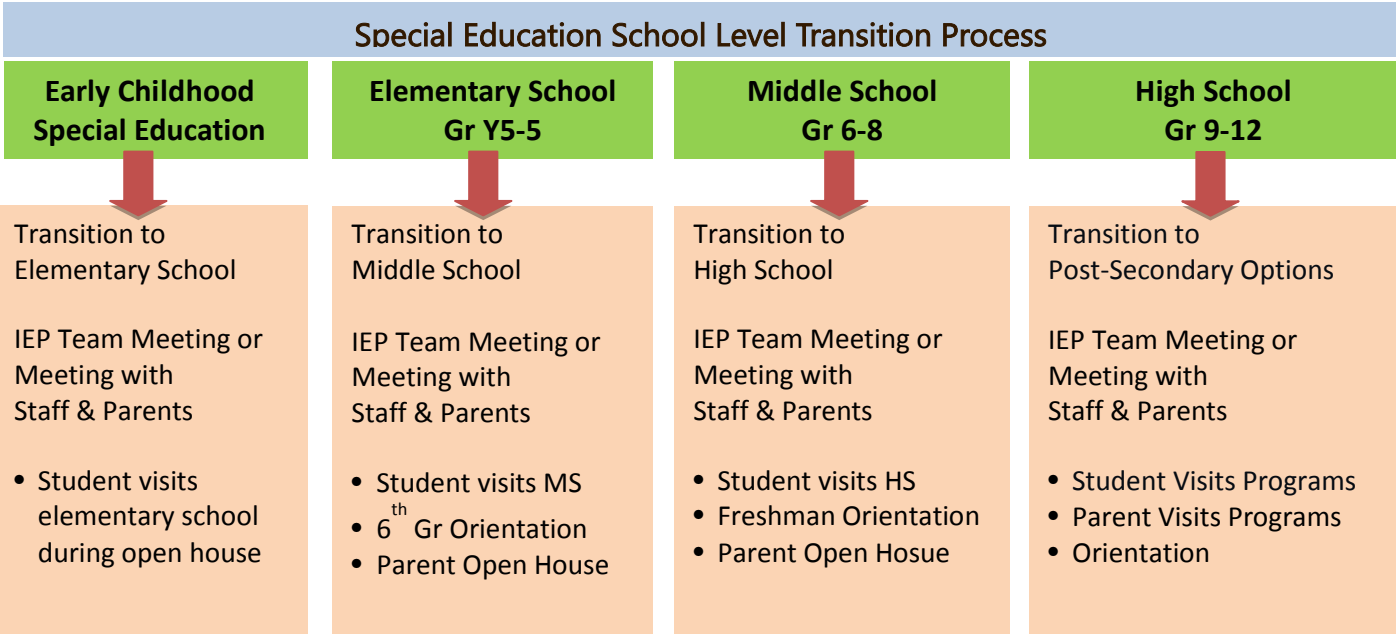 Special Education School Level Transition Process
Early Childhood
Special Education
Transition to
Elementary School
IEP Team Meeting or
Meeting with
Staff & Parents
• Student visits
elementary school
during open house
Elementary School
Gr Y5-5
Transition to
Middle School
IEP Team Meeting or
Meeting with
Staff & Parents
• Student visits MS
• 6th Gr Orientation
• Parent Open House
Middle School
Gr 6-8
Transition to
High School
IEP Team Meeting or
Meeting with
Staff & Parents
• Student visits HS
• Freshman Orientation
• Parent Open Hosue
High School
Gr 9-12
Transition to
Post-Secondary Options
IEP Team Meeting or
Meeting with
Staff & Parents
• Student Visits Programs
• Parent Visits Programs
• Orientation